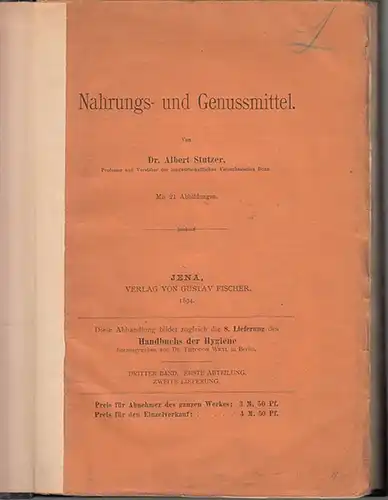 Nahrungs- und Genussmittel.
Von
Dr. Albert Stutzer,
Professor und Vorsteher der landwirtschaftlichen Versuchsstation Bonn.
Mit 21 Abbildungen.
JENA,
VERLAG VON GUSTAV FISCHER.
1894.
Diese Abhandlung bildet zugleich die 8. Lieferung des
Handbuchs der Hygiene
herausgegeben von Dr. Theodor Weyl in Berlin.
DRITTER BAND. ERSTE ABTEILUNG.
ZWEITE LIEFERUNG.
Preis für Abnehmer des ganzen Werkes: 3 M. 50 Pf.
Preis für den Einzelverkauf: 4 M. 50 Pf.